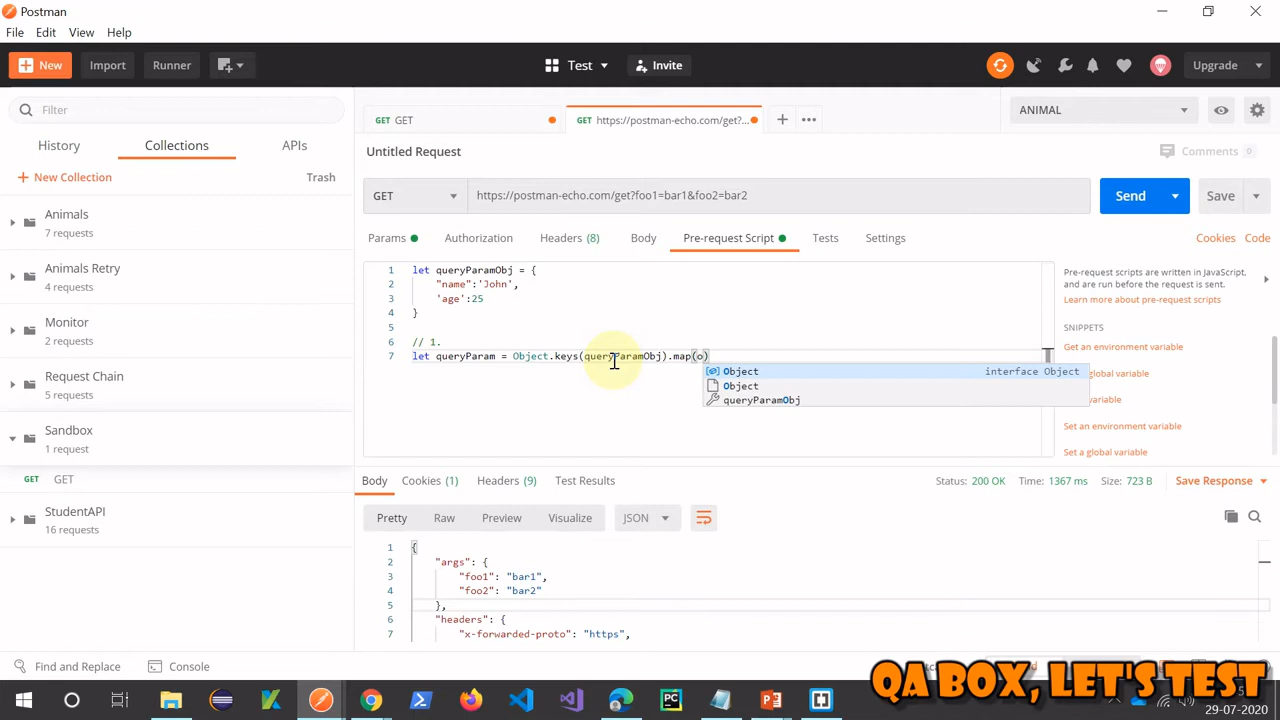 Postman
File Edit View Help
New Import Runner Test Invite Upgrade
Filter
GET GET GET https://postman-echo.com/get?... ANIMAL
History Collections APIs
Untitled Request Comments 0
New Collection Trash
GET https://postman-echo.com/get?foo1=bar1&foo2=bar2 Send Save
Animals
7 requests
Params Authorization Headers (8) Body Pre-request Script Tests Settings Cookies Code
Animals Retry
4 requests
Monitor
2 requests
Request Chain
5 requests
Sandbox
1 request
GET GET
StudentAPI
16 requests
1 let queryParamObj = {
2 "name":'John',
3 'age':25
4 }
5
6 // 1.
7 let queryParam = Object.keys(queryParamObj).map(o)
Object interface Object
Object
queryParamObj
Pre-request scripts are written in JavaScript,
and are run before the request is sent.
Learn more about pre-request scripts
SNIPPETS
Get an environment variable
global variable
variable
Set an environment variable
Set a global variable
Body Cookies (1) Headers (9) Test Results Status: 200 OK Time: 1367 ms Size: 723 B Save Response
Pretty Raw Preview Visualize JSON
1 {
2 "args": {
3 "foo1": "bar1",
4 "foo2": "bar2"
5 },
6 "headers": {
7 "x-forwarded-proto": "https",
Find and Replace Console
QA BOX, LET'S TEST
29-07-2020